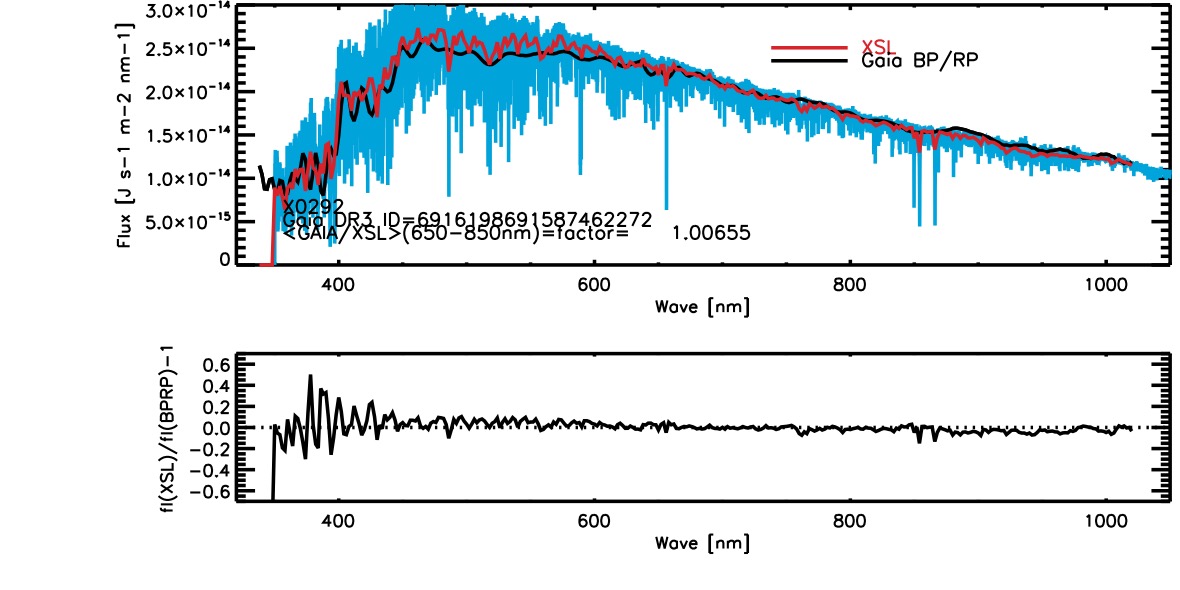 3.0×10⁻¹⁴
2.5×10⁻¹⁴
2.0×10⁻¹⁴
1.5×10⁻¹⁴
1.0×10⁻¹⁴
5.0×10⁻¹⁵
0
Flux [J s−1 m−2 nm−1]
XSL
Gaia BP/RP
X0292
Gaia DR3 ID=6916198691587462272
<GAIA/XSL>(650−850nm)=factor= 1.00655
400 600 800 1000
Wave [nm]
0.6
0.4
0.2
0.0
−0.2
−0.4
−0.6
fl(XSL)/fl(BPRP)−1
400 600 800 1000
Wave [nm]